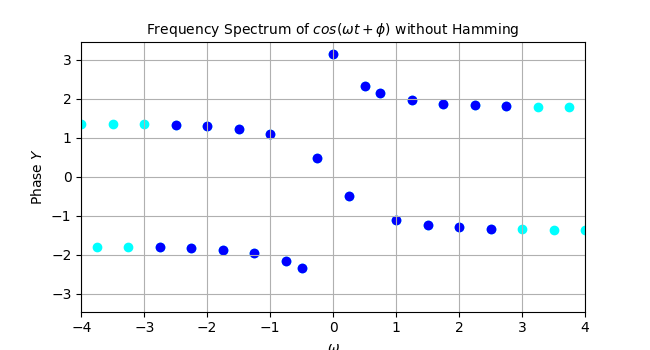 Frequency Spectrum of cos(ωt + ϕ) without Hamming
Phase Y
3
2
1
0
−1
−2
−3
−4 −3 −2 −1 0 1 2 3 4
ω